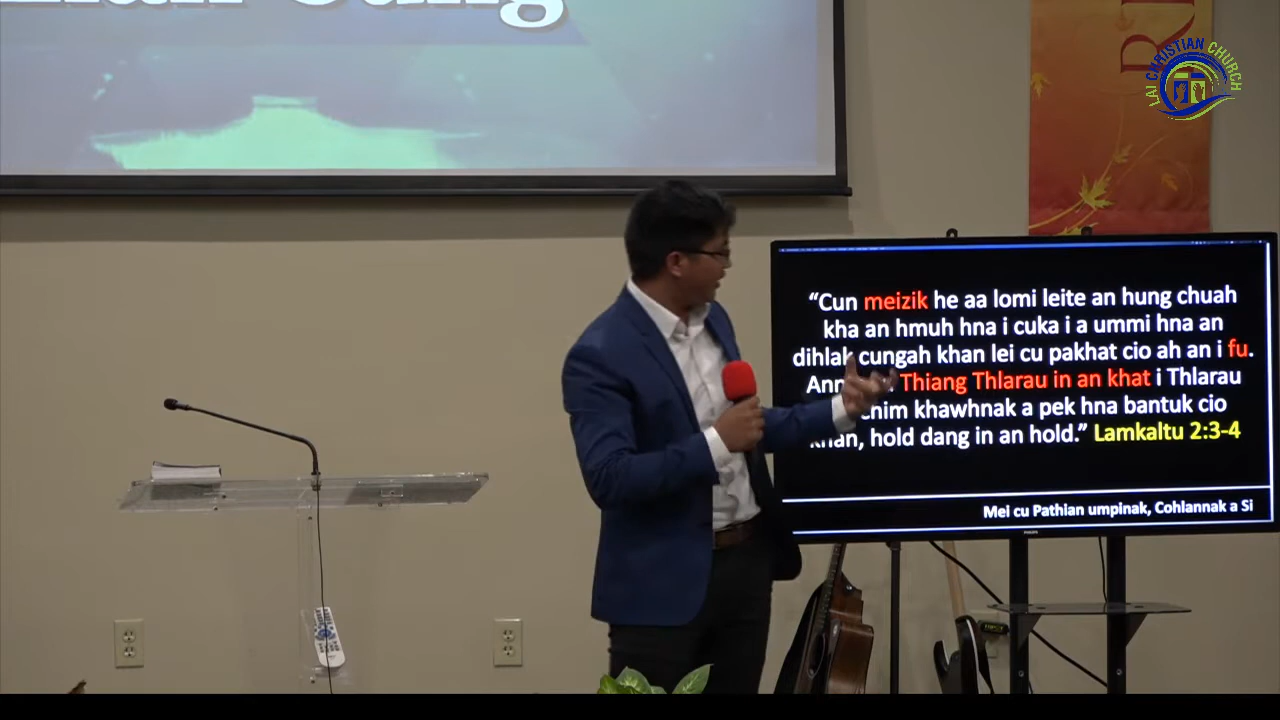 LAI CHRISTIAN CHURCH
“Cun meizik he aa lomi leite an hung chuah
kha an hmuh hna i cuka i a ummi hna an
dihlak cungah khan lei cu pakhat cio ah an i fu.
Thiang Thlarau in an khat i Thlarau
khawhnak a pek hna bantuk cio
khan, hold dang in an hold.” Lamkaltu 2:3-4
Mei cu Pathian umpinak, Cohlannak a Si